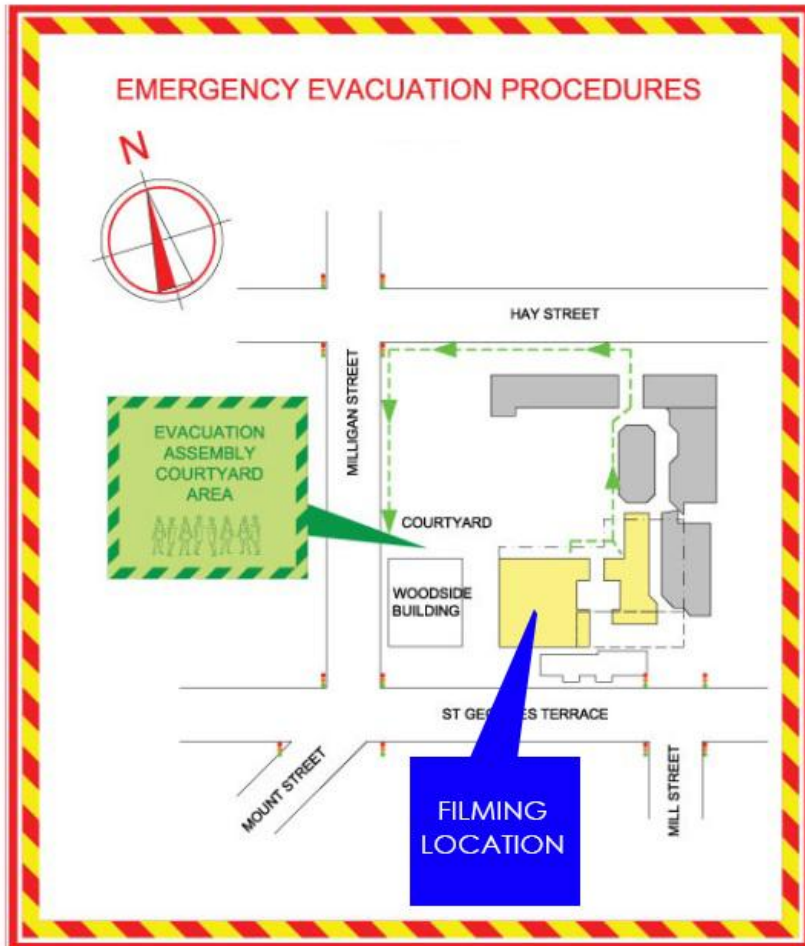 EMERGENCY EVACUATION PROCEDURES
N
HAY STREET
MILLIGAN STREET
EVACUATION
ASSEMBLY
COURTYARD
AREA
COURTYARD
WOODSIDE
BUILDING
ST GEO ES TERRACE
MOUNT STREET
FILMING
LOCATION
MILL STREET